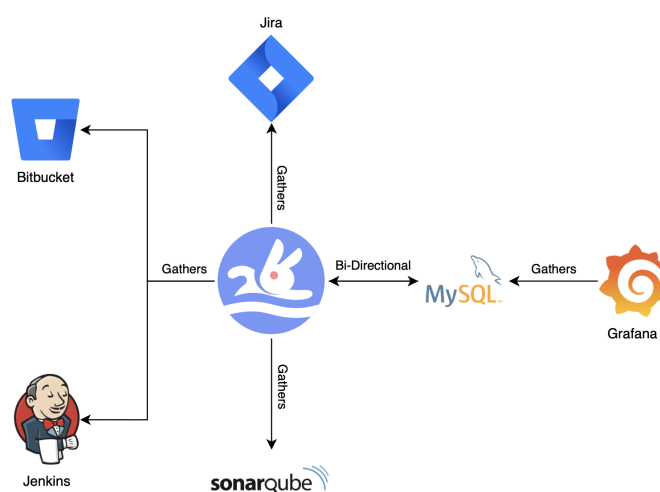 Jira
Bitbucket
Gathers
Gathers
Bi-Directional
MySQL
Gathers
Grafana
Gathers
Jenkins
sonarqube